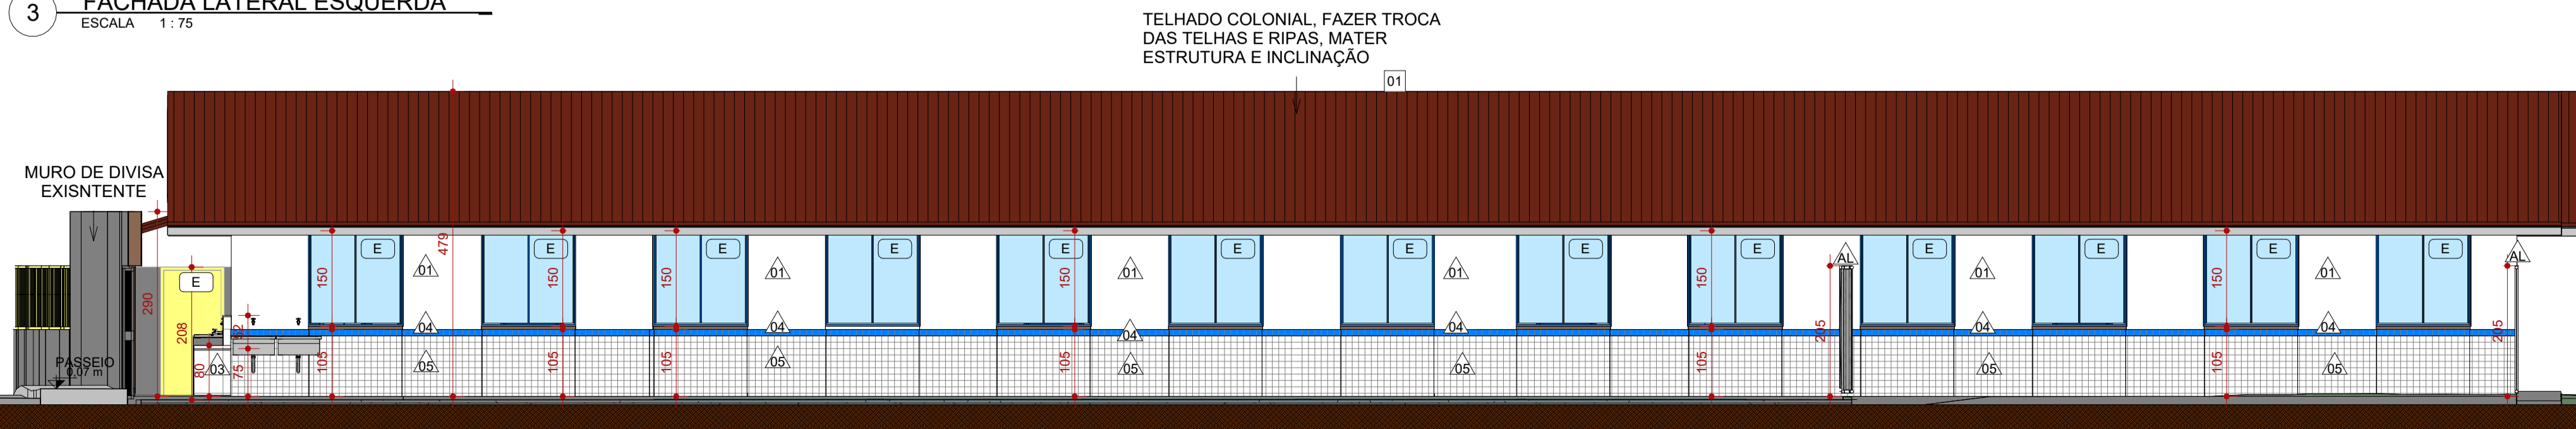 3
FACHADA LATERAL ESQUERDA
ESCALA 1 : 75
TELHADO COLONIAL, FAZER TROCA
DAS TELHAS E RIPAS, MATER
ESTRUTURA E INCLINAÇÃO
01
MURO DE DIVISA
EXISNTENTE
E E E E E E E E E E E E E E
479
290
208
150 150 150 150 150 150
01 01 01 01 01 01
AL AL
205 205
04 04 04 04 04 04
PASSEIO
0,07 m
80
03
75
105 105 105 105 105 105
05 05 05 05 05 05